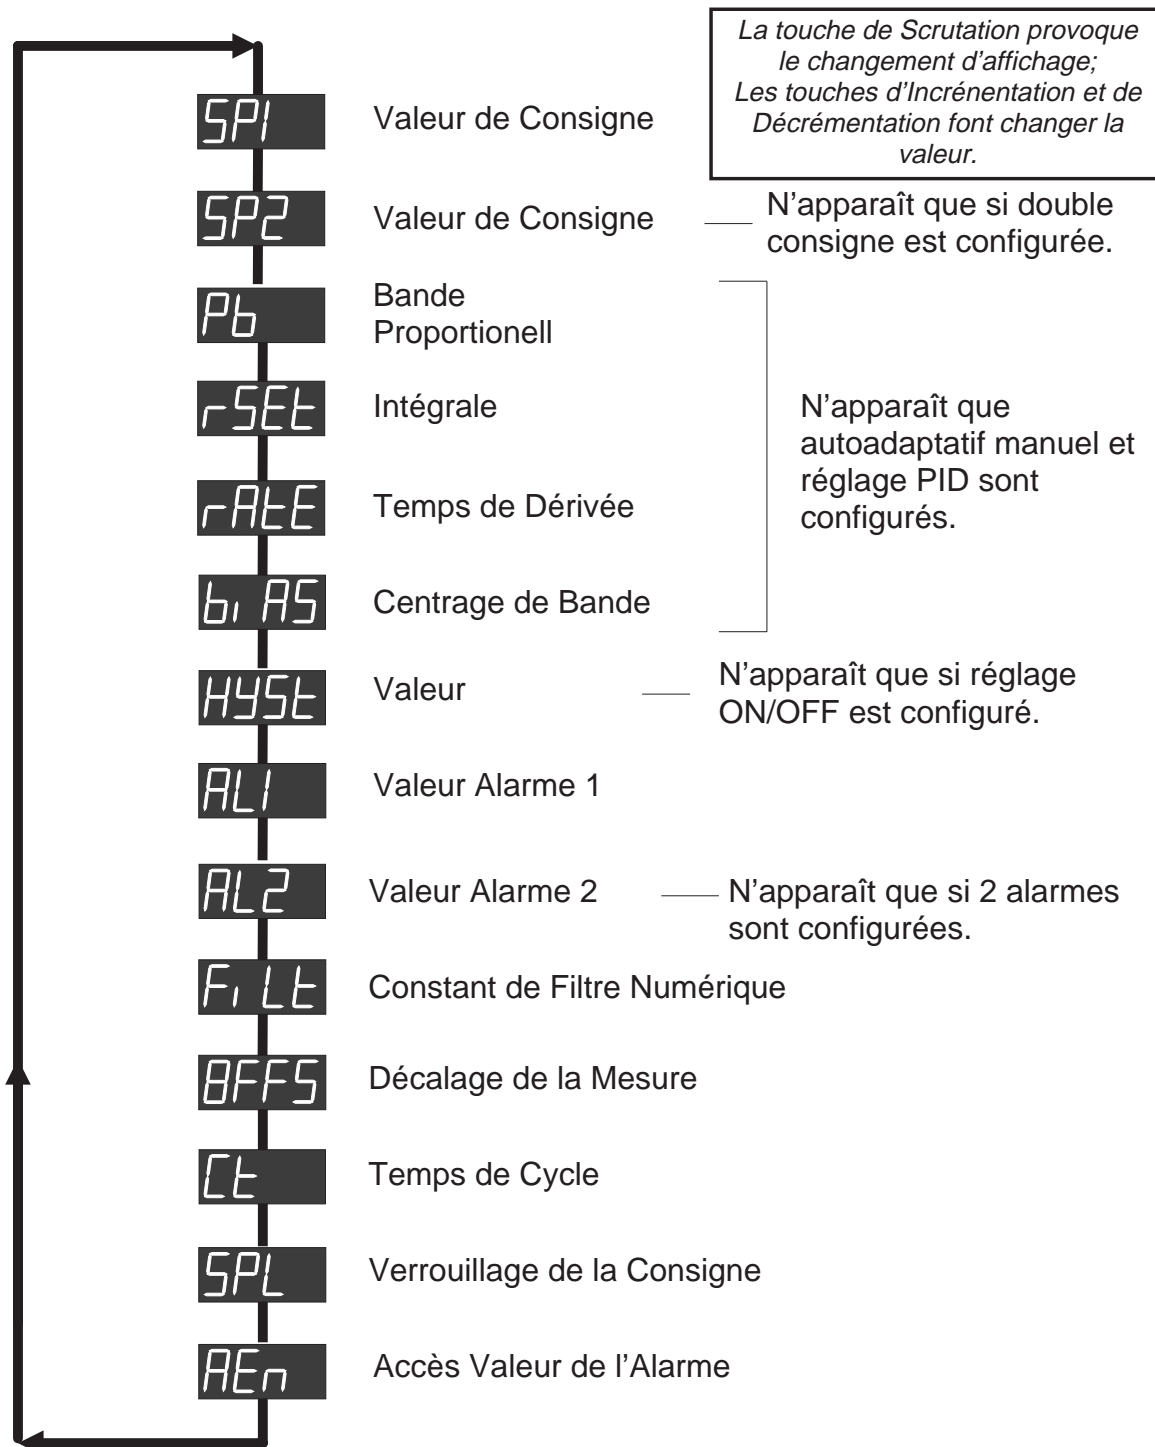 La touche de Scrutation provoque
le changement d'affichage;
Les touches d'Incrénentation et de
Décrémentation font changer la
valeur.
SP1
Valeur de Consigne
SP2
Valeur de Consigne
N'apparaît que si double
consigne est configurée.
Pb
Bande
Proportionell
rSEt
Intégrale
N'apparaît que
autoadaptatif manuel et
réglage PID sont
configurés.
rAtE
Temps de Dérivée
biAS
Centrage de Bande
HYSt
Valeur
N'apparaît que si réglage
ON/OFF est configuré.
AL1
Valeur Alarme 1
AL2
Valeur Alarme 2
N'apparaît que si 2 alarmes
sont configurées.
FiLt
Constant de Filtre Numérique
0FFS
Décalage de la Mesure
Ct
Temps de Cycle
SPL
Verrouillage de la Consigne
AEn
Accès Valeur de l'Alarme